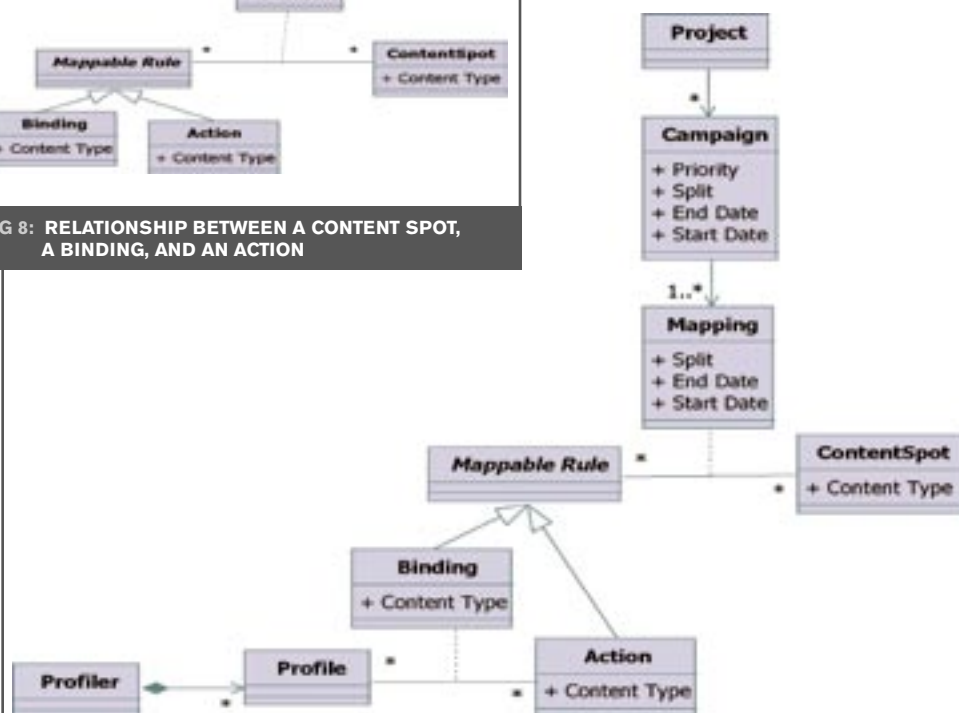 *
*
Mappable Rule
ContentSpot
+ Content Type
Binding
+ Content Type
Action
+ Content Type
G 8: RELATIONSHIP BETWEEN A CONTENT SPOT,
A BINDING, AND AN ACTION
Project
*
Campaign
+ Priority
+ Split
+ End Date
+ Start Date
1..*
Mapping
+ Split
+ End Date
+ Start Date
Mappable Rule
*
*
ContentSpot
+ Content Type
Binding
+ Content Type
Profiler
*
Profile
*
*
Action
+ Content Type